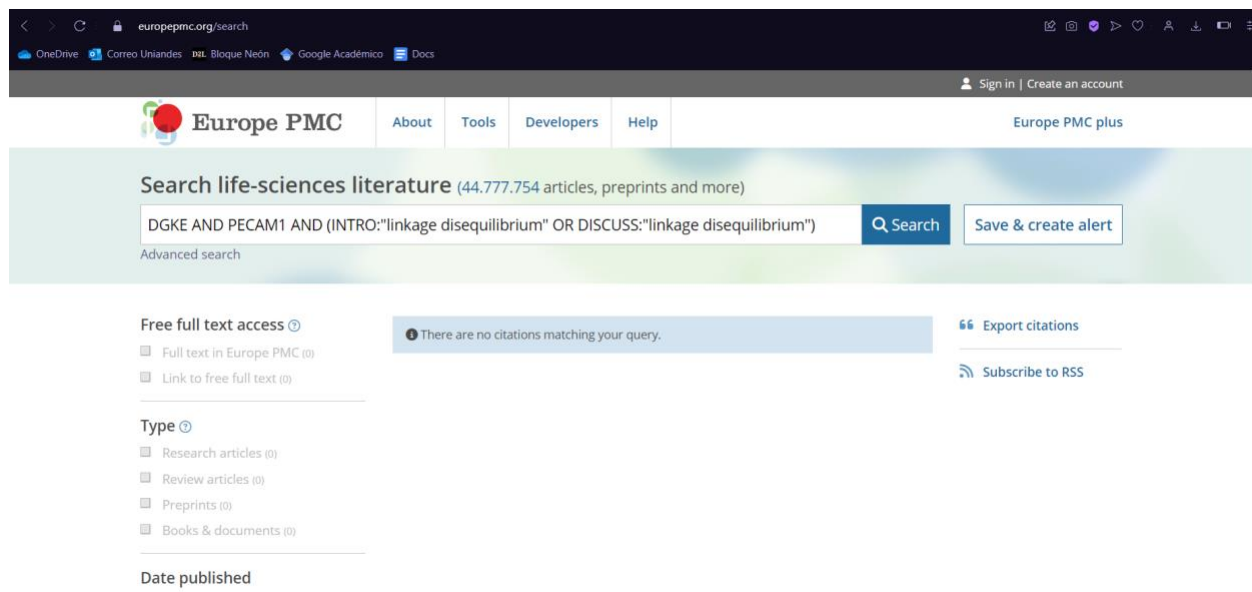 europepmc.org/search
OneDrive Correo Uniandes D2L Bloque Neón Google Académico Docs
Sign in | Create an account
Europe PMC About Tools Developers Help Europe PMC plus
Search life-sciences literature (44.777.754 articles, preprints and more)
DGKE AND PECAM1 AND (INTRO:"linkage disequilibrium" OR DISCUSS:"linkage disequilibrium") Search Save & create alert
Advanced search
Free full text access
Full text in Europe PMC (0)
Link to free full text (0)
Type
Research articles (0)
Review articles (0)
Preprints (0)
Books & documents (0)
Date published
There are no citations matching your query.
Export citations
Subscribe to RSS